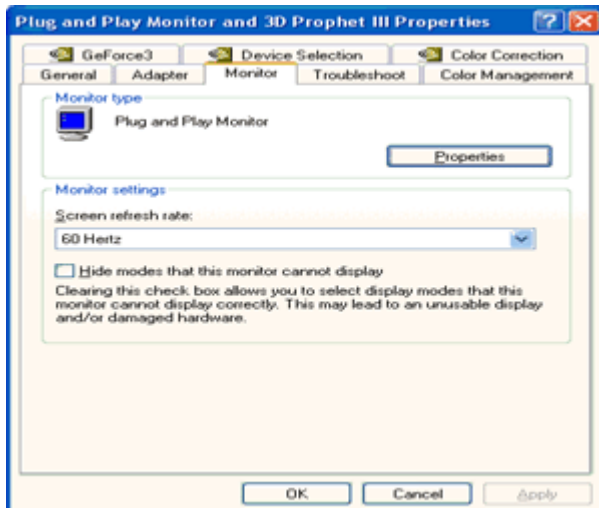 Plug and Play Monitor and 3D Prophet III Properties
GeForce3 Device Selection Color Correction
General Adapter Monitor Troubleshoot Color Management
Monitor type
Plug and Play Monitor
Properties
Monitor settings
Screen refresh rate:
60 Hertz
Hide modes that this monitor cannot display
Clearing this check box allows you to select display modes that this
monitor cannot display correctly. This may lead to an unusable display
and/or damaged hardware.
OK Cancel Apply